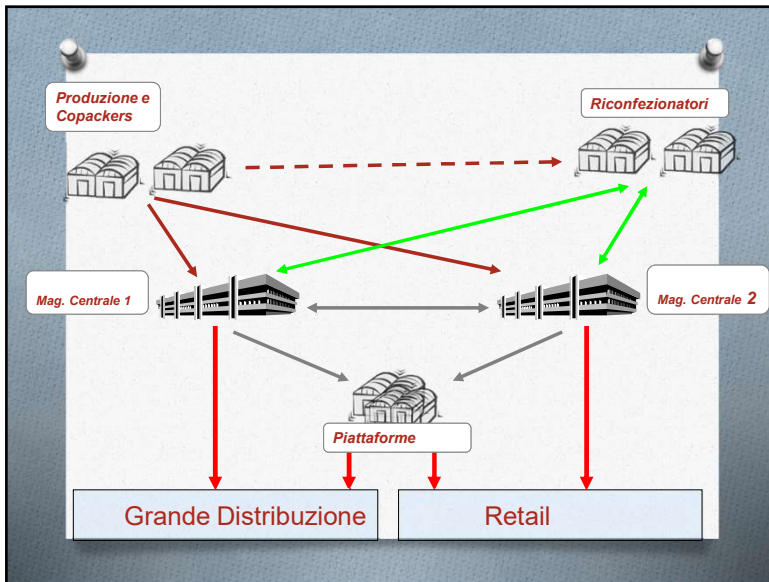 Produzione e
Copackers
Riconfezionatori
Mag. Centrale 1
Mag. Centrale 2
Piattaforme
Grande Distribuzione
Retail